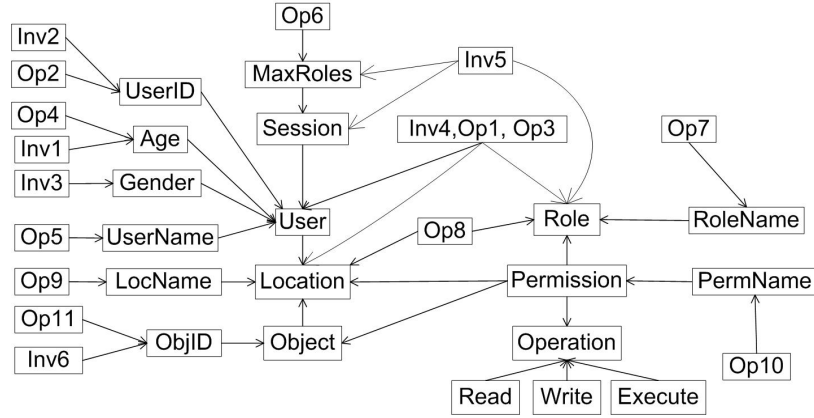 Op6
Inv2
MaxRoles
Inv5
Op2
UserID
Op4
Session
Inv4,Op1, Op3
Op7
Inv1
Age
Inv3
Gender
User
Role
RoleName
Op5
UserName
Op8
Op9
LocName
Location
Permission
PermName
Op11
ObjID
Object
Operation
Inv6
Op10
Read
Write
Execute